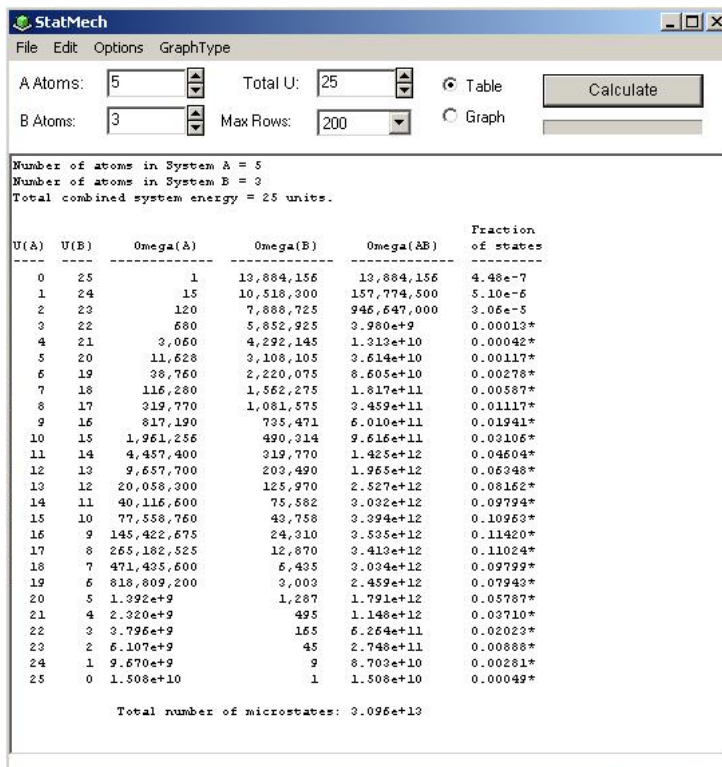 StatMech
File Edit Options GraphType
A Atoms: 5 Total U: 25 Table Calculate
B Atoms: 3 Max Rows: 200 Graph
Number of atoms in System A = 5
Number of atoms in System B = 3
Total combined system energy = 25 units.
Fraction
U(A) U(B) Omega(A) Omega(B) Omega(AB) of states
---- ---- ------------ ------------ ------------ ---------
0 25 1 13,884,156 13,884,156 4.48e-7
1 24 15 10,518,300 157,774,500 5.10e-6
2 23 120 7,888,725 946,647,000 3.06e-5
3 22 680 5,852,925 3.980e+9 0.00013*
4 21 3,060 4,292,145 1.313e+10 0.00042*
5 20 11,628 3,108,105 3.614e+10 0.00117*
6 19 38,760 2,220,075 8.605e+10 0.00278*
7 18 116,280 1,562,275 1.817e+11 0.00587*
8 17 319,770 1,081,575 3.459e+11 0.01117*
9 16 817,190 735,471 6.010e+11 0.01941*
10 15 1,961,256 490,314 9.616e+11 0.03106*
11 14 4,457,400 319,770 1.425e+12 0.04604*
12 13 9,657,700 203,490 1.965e+12 0.06348*
13 12 20,058,300 125,970 2.527e+12 0.08162*
14 11 40,116,600 75,582 3.032e+12 0.09794*
15 10 77,558,760 43,758 3.394e+12 0.10963*
16 9 145,422,675 24,310 3.535e+12 0.11420*
17 8 265,182,525 12,870 3.413e+12 0.11024*
18 7 471,435,600 6,435 3.034e+12 0.09799*
19 6 818,809,200 3,003 2.459e+12 0.07943*
20 5 1.392e+9 1,287 1.791e+12 0.05787*
21 4 2.320e+9 495 1.148e+12 0.03710*
22 3 3.796e+9 165 6.264e+11 0.02023*
23 2 6.107e+9 45 2.748e+11 0.00888*
24 1 9.670e+9 9 8.703e+10 0.00281*
25 0 1.508e+10 1 1.508e+10 0.00049*
Total number of microstates: 3.096e+13